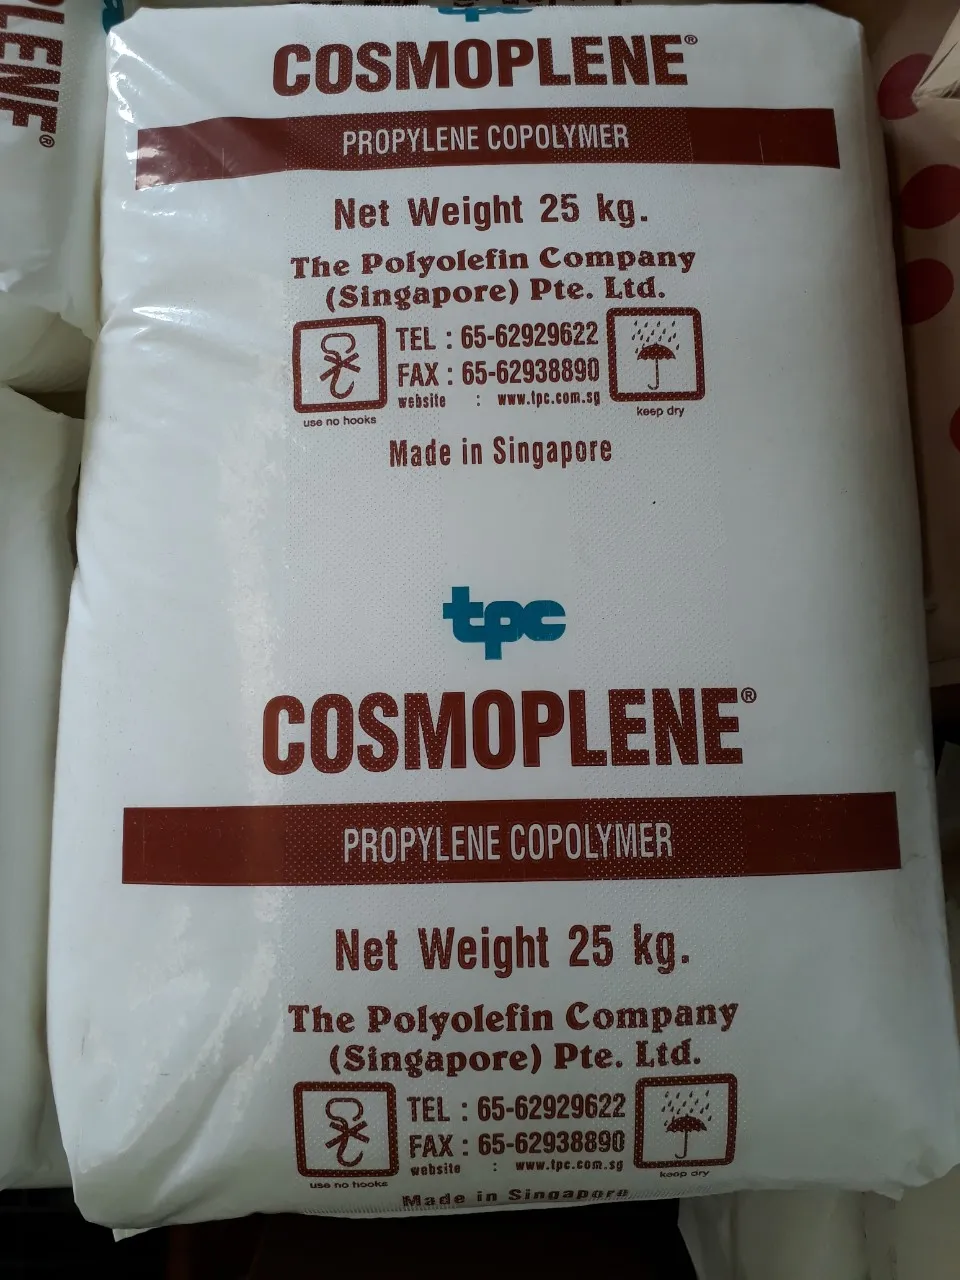 tpc
COSMOPLENE®
PROPYLENE COPOLYMER
Net Weight 25 kg.
The Polyolefin Company
(Singapore) Pte. Ltd.
TEL : 65-62929622
FAX : 65-62938890
website : www.tpc.com.sg
use no hooks
keep dry
Made in Singapore
tpc
COSMOPLENE®
PROPYLENE COPOLYMER
Net Weight 25 kg.
The Polyolefin Company
(Singapore) Pte. Ltd.
TEL : 65-62929622
FAX : 65-62938890
website : www.tpc.com.sg
use no hooks
keep dry
Made in Singapore
PLENE®